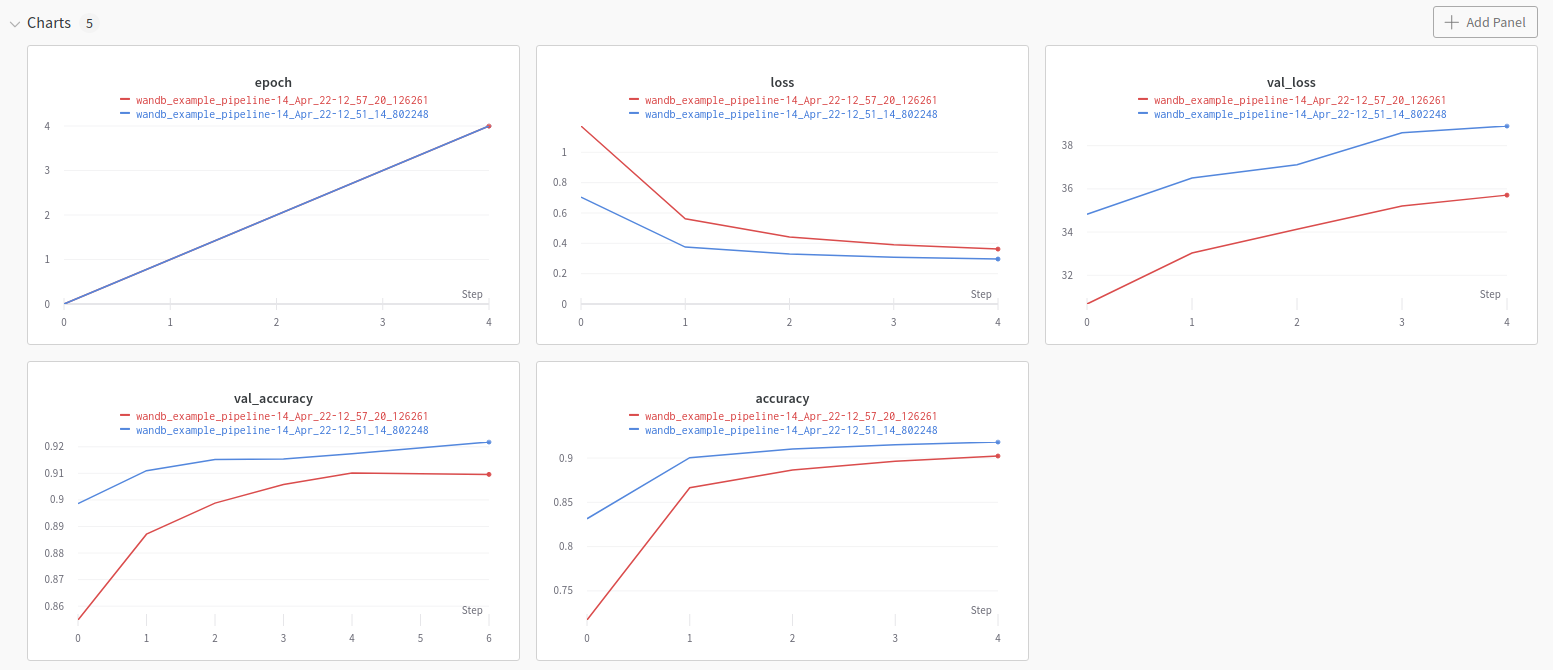 Charts 5
Add Panel
epoch
wandb_example_pipeline-14_Apr_22-12_57_20_126261
wandb_example_pipeline-14_Apr_22-12_51_14_802248
4
3
2
1
0
Step
0 1 2 3 4
loss
wandb_example_pipeline-14_Apr_22-12_57_20_126261
wandb_example_pipeline-14_Apr_22-12_51_14_802248
1
0.8
0.6
0.4
0.2
0
Step
0 1 2 3 4
val_loss
wandb_example_pipeline-14_Apr_22-12_57_20_126261
wandb_example_pipeline-14_Apr_22-12_51_14_802248
38
36
34
32
Step
0 1 2 3 4
val_accuracy
wandb_example_pipeline-14_Apr_22-12_57_20_126261
wandb_example_pipeline-14_Apr_22-12_51_14_802248
0.92
0.91
0.9
0.89
0.88
0.87
0.86
Step
0 1 2 3 4 5 6
accuracy
wandb_example_pipeline-14_Apr_22-12_57_20_126261
wandb_example_pipeline-14_Apr_22-12_51_14_802248
0.9
0.85
0.8
0.75
Step
0 1 2 3 4